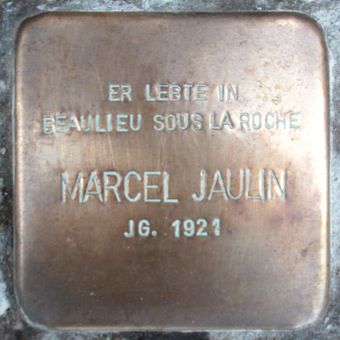 ER LEBTE IN
BEAULIEU SOUS LA ROCHE
MARCEL JAULIN
JG. 1921